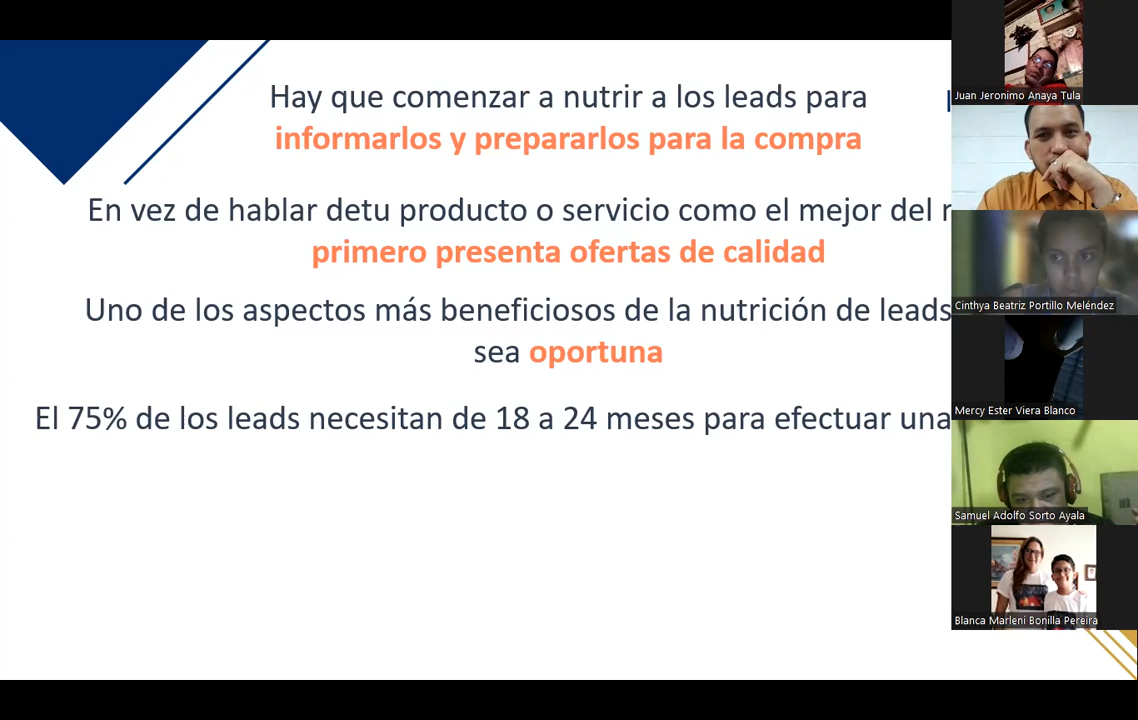 Hay que comenzar a nutrir a los leads para
informarlos y prepararlos para la compra
En vez de hablar detu producto o servicio como el mejor del
primero presenta ofertas de calidad
Uno de los aspectos más beneficiosos de la nutrición de leads
sea oportuna
El 75% de los leads necesitan de 18 a 24 meses para efectuar una
Juan Jeronimo Anaya Tula
Cinthya Beatriz Portillo Meléndez
Mercy Ester Viera Blanco
Samuel Adolfo Sorto Ayala
Blanca Marleni Bonilla Pereira